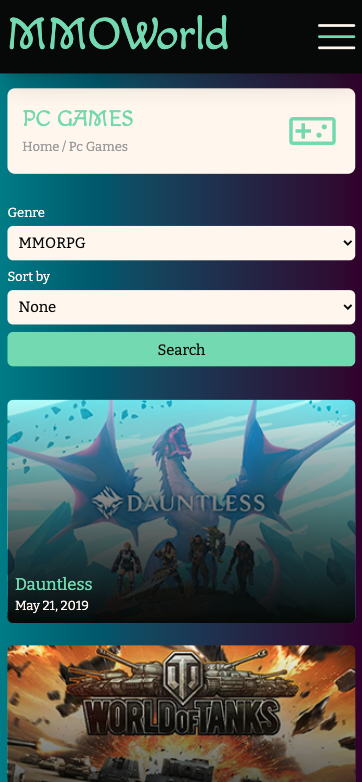 MMOWorld
PC GAMES
Home / Pc Games
Genre
MMORPG
Sort by
None
Search
DAUNTLESS
Dauntless
May 21, 2019
WORLD OF TANKS